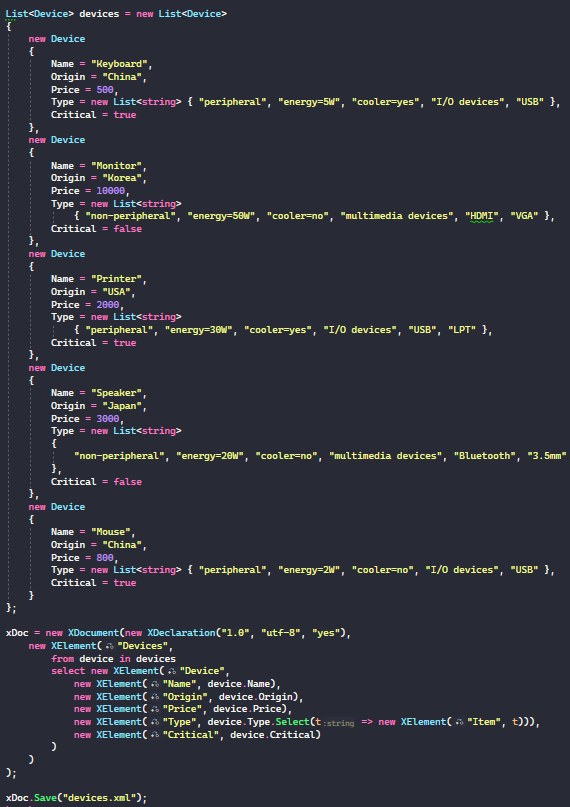 List<Device> devices = new List<Device>
{
    new Device
    {
        Name = "Keyboard",
        Origin = "China",
        Price = 500,
        Type = new List<string> { "peripheral", "energy=5W", "cooler=yes", "I/O devices", "USB" },
        Critical = true
    },
    new Device
    {
        Name = "Monitor",
        Origin = "Korea",
        Price = 10000,
        Type = new List<string>
            { "non-peripheral", "energy=50W", "cooler=no", "multimedia devices", "HDMI", "VGA" },
        Critical = false
    },
    new Device
    {
        Name = "Printer",
        Origin = "USA",
        Price = 2000,
        Type = new List<string>
            { "peripheral", "energy=30W", "cooler=yes", "I/O devices", "USB", "LPT" },
        Critical = true
    },
    new Device
    {
        Name = "Speaker",
        Origin = "Japan",
        Price = 3000,
        Type = new List<string>
        {
            "non-peripheral", "energy=20W", "cooler=no", "multimedia devices", "Bluetooth", "3.5mm"
        },
        Critical = false
    },
    new Device
    {
        Name = "Mouse",
        Origin = "China",
        Price = 800,
        Type = new List<string> { "peripheral", "energy=2W", "cooler=no", "I/O devices", "USB" },
        Critical = true
    }
};

xDoc = new XDocument(new XDeclaration("1.0", "utf-8", "yes"),
    new XElement("Devices",
        from device in devices
        select new XElement("Device",
            new XElement("Name", device.Name),
            new XElement("Origin", device.Origin),
            new XElement("Price", device.Price),
            new XElement("Type", device.Type.Select(t:string => new XElement("Item", t))),
            new XElement("Critical", device.Critical)
        )
    )
);

xDoc.Save("devices.xml");